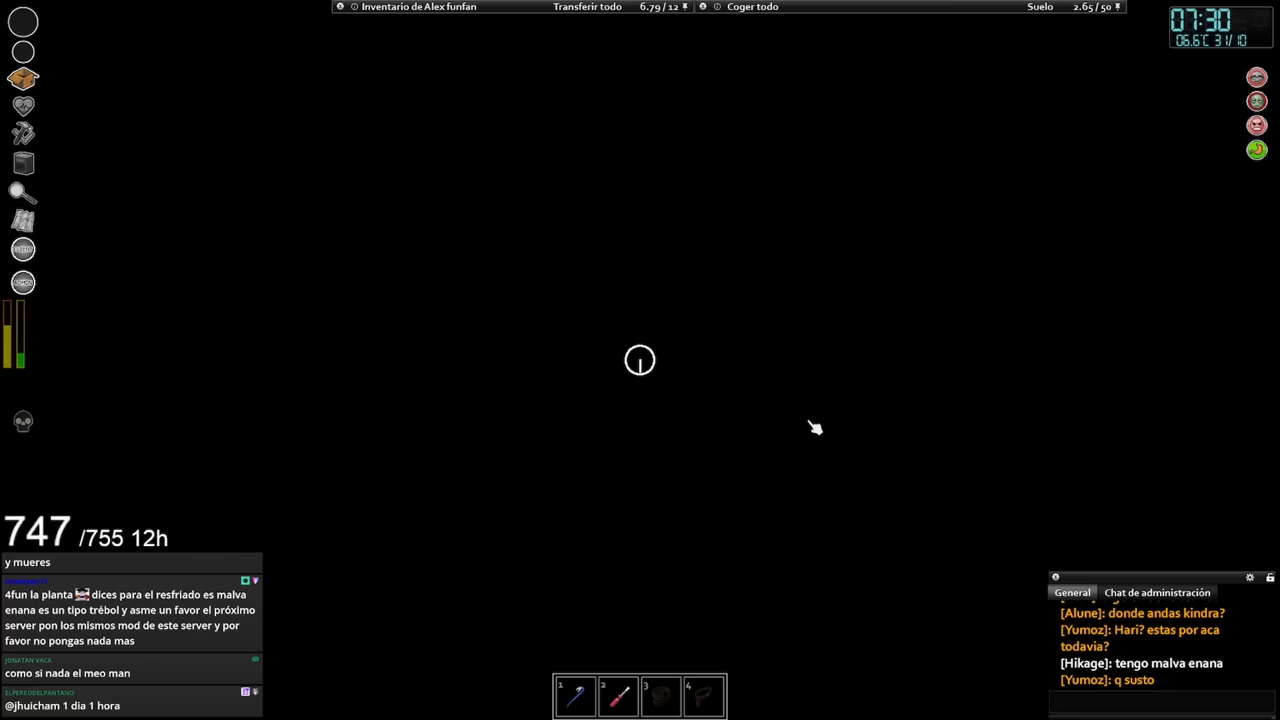 Inventario de Alex funfan
Transferir todo
6.79 / 12
Coger todo
Suelo
2.65 / 50
07:30
06.6°C 31/10
ADMIN
747 /755 12h
y mueres
4fun la planta dices para el resfriado es malva
enana es un tipo trébol y asme un favor el próximo
server pon los mismos mod de este server y por
favor no pongas nada mas
JONATAN VACA
como si nada el meo man
ELPERRODELPANTANO
@jhuicham 1 dia 1 hora
1
2
3
4
General
Chat de administración
[Alune]: donde andas kindra?
[Yumoz]: Hari? estas por aca
todavia?
[Hikage]: tengo malva enana
[Yumoz]: q susto